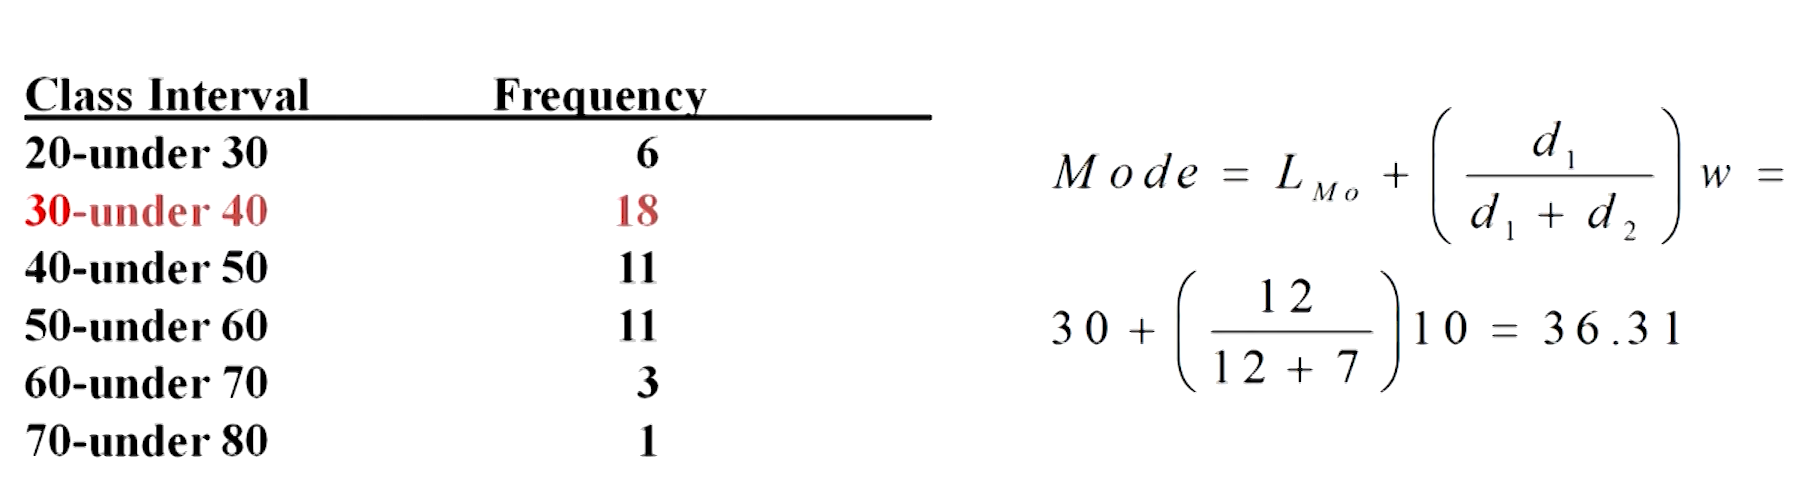 Class Interval Frequency
20-under 30 6
30-under 40 18
40-under 50 11
50-under 60 11
60-under 70 3
70-under 80 1
Mode = L_Mo + ( d_1 / (d_1 + d_2) ) w =
30 + ( 12 / (12 + 7) ) 10 = 36.31